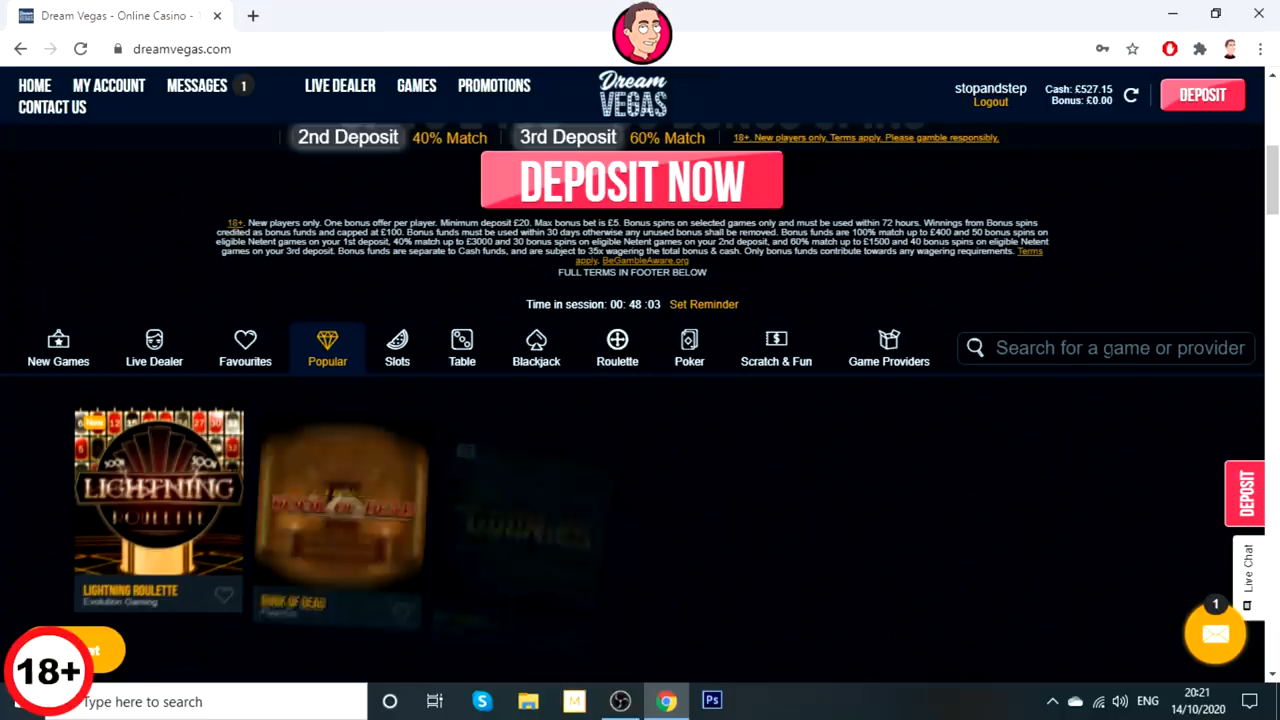 Dream Vegas - Online Casino -
dreamvegas.com
HOME MY ACCOUNT MESSAGES 1 LIVE DEALER GAMES PROMOTIONS
CONTACT US
Dream
VEGAS
stopandstep
Logout
Cash: £527.15
Bonus: £0.00
DEPOSIT
2nd Deposit 40% Match 3rd Deposit 60% Match 18+. New players only. Terms apply. Please gamble responsibly.
DEPOSIT NOW
18+. New players only. One bonus offer per player. Minimum deposit £20. Max bonus bet is £5. Bonus spins on selected games only and must be used within 72 hours. Winnings from Bonus spins
credited as bonus funds and capped at £100. Bonus funds must be used within 30 days otherwise any unused bonus shall be removed. Bonus funds are 100% match up to £400 and 50 bonus spins on
eligible Netent games on your 1st deposit, 40% match up to £3000 and 30 bonus spins on eligible Netent games on your 2nd deposit, and 60% match up to £1500 and 40 bonus spins on eligible Netent
games on your 3rd deposit. Bonus funds are separate to Cash funds, and are subject to 35x wagering the total bonus & cash. Only bonus funds contribute towards any wagering requirements. Terms
apply. BeGambleAware.org
FULL TERMS IN FOOTER BELOW
Time in session: 00: 48 :03 Set Reminder
New Games Live Dealer Favourites Popular Slots Table Blackjack Roulette Poker Scratch & Fun Game Providers Search for a game or provider
LIGHTNING
ROULETTE
BOOK OF DEAD
GOONIES
LIGHTNING ROULETTE
Evolution Gaming
BOOK OF DEAD
DEPOSIT
Live Chat
1
18+
Type here to search
ENG
20:21
14/10/2020